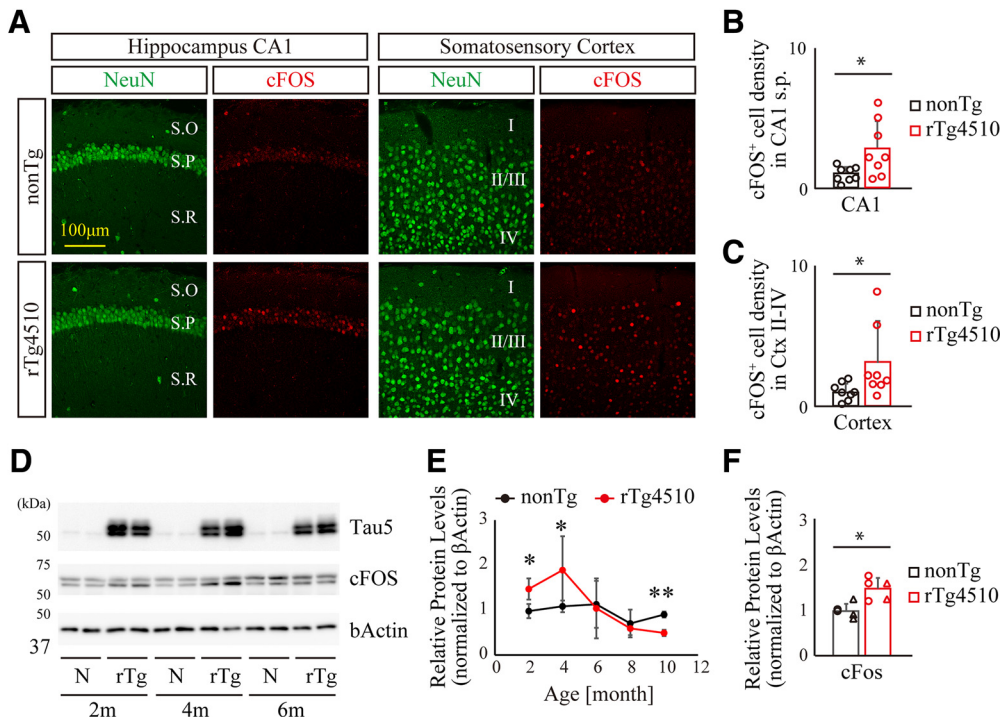 A
Hippocampus CA1
Somatosensory Cortex
NeuN
cFOS
NeuN
cFOS
nonTg
S.O
S.P
S.R
100μm
I
II/III
IV
rTg4510
S.O
S.P
S.R
I
II/III
IV
B
cFOS⁺ cell density
in CA1 s.p.
10
5
0
*
CA1
nonTg
rTg4510
C
cFOS⁺ cell density
in Ctx II-IV
10
5
0
*
Cortex
nonTg
rTg4510
D
(kDa)
50
Tau5
75
50
cFOS
50
37
bActin
N rTg N rTg N rTg
2m 4m 6m
E
nonTg rTg4510
Relative Protein Levels
(normalized to βActin)
3
2
1
0
* * **
0 2 4 6 8 10 12
Age [month]
F
Relative Protein Levels
(normalized to βActin)
3
2
1
0
*
cFos
nonTg
rTg4510